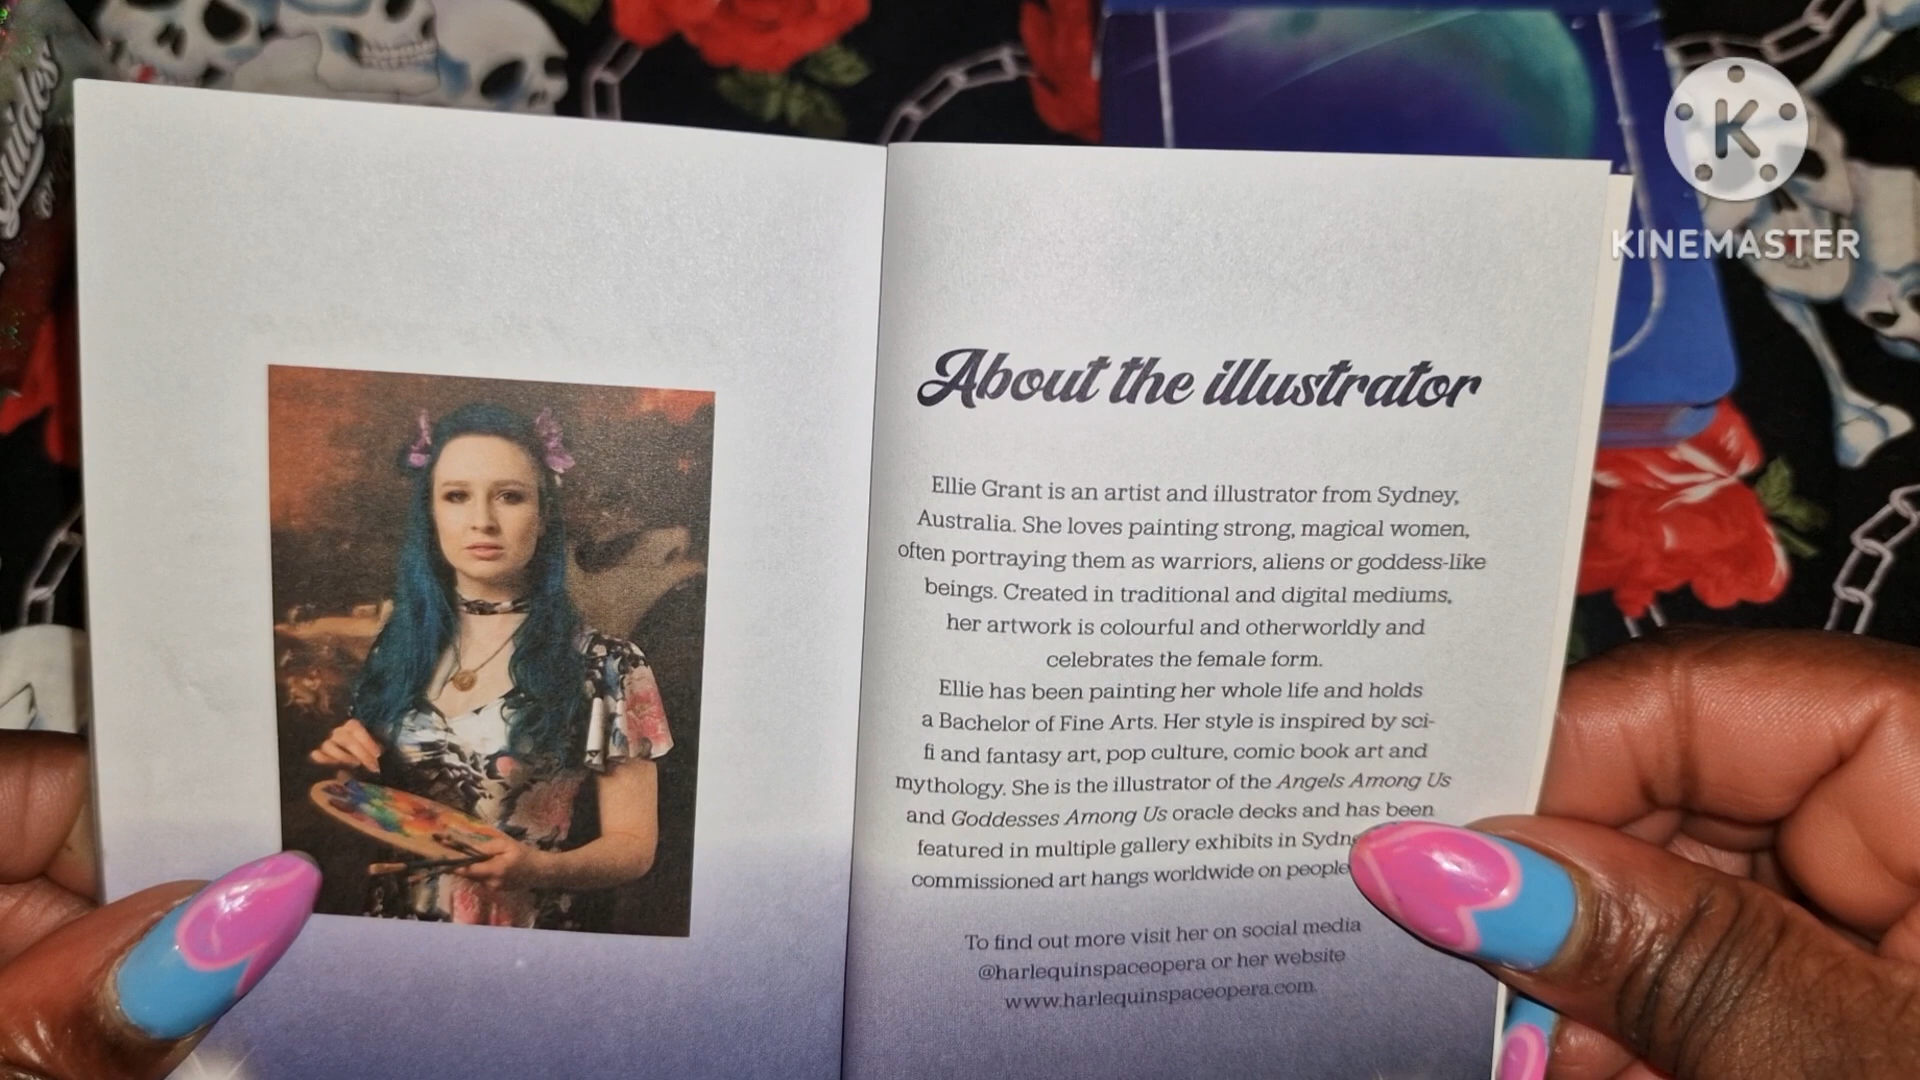 Guides
KINEMASTER
About the illustrator
Ellie Grant is an artist and illustrator from Sydney,
Australia. She loves painting strong, magical women,
often portraying them as warriors, aliens or goddess-like
beings. Created in traditional and digital mediums,
her artwork is colourful and otherworldly and
celebrates the female form.
Ellie has been painting her whole life and holds
a Bachelor of Fine Arts. Her style is inspired by sci-
fi and fantasy art, pop culture, comic book art and
mythology. She is the illustrator of the Angels Among Us
and Goddesses Among Us oracle decks and has been
featured in multiple gallery exhibits in
commissioned art hangs worldwide on
To find out more visit her on social media
@harlequinspaceopera or her website
www.harlequinspaceopera.com